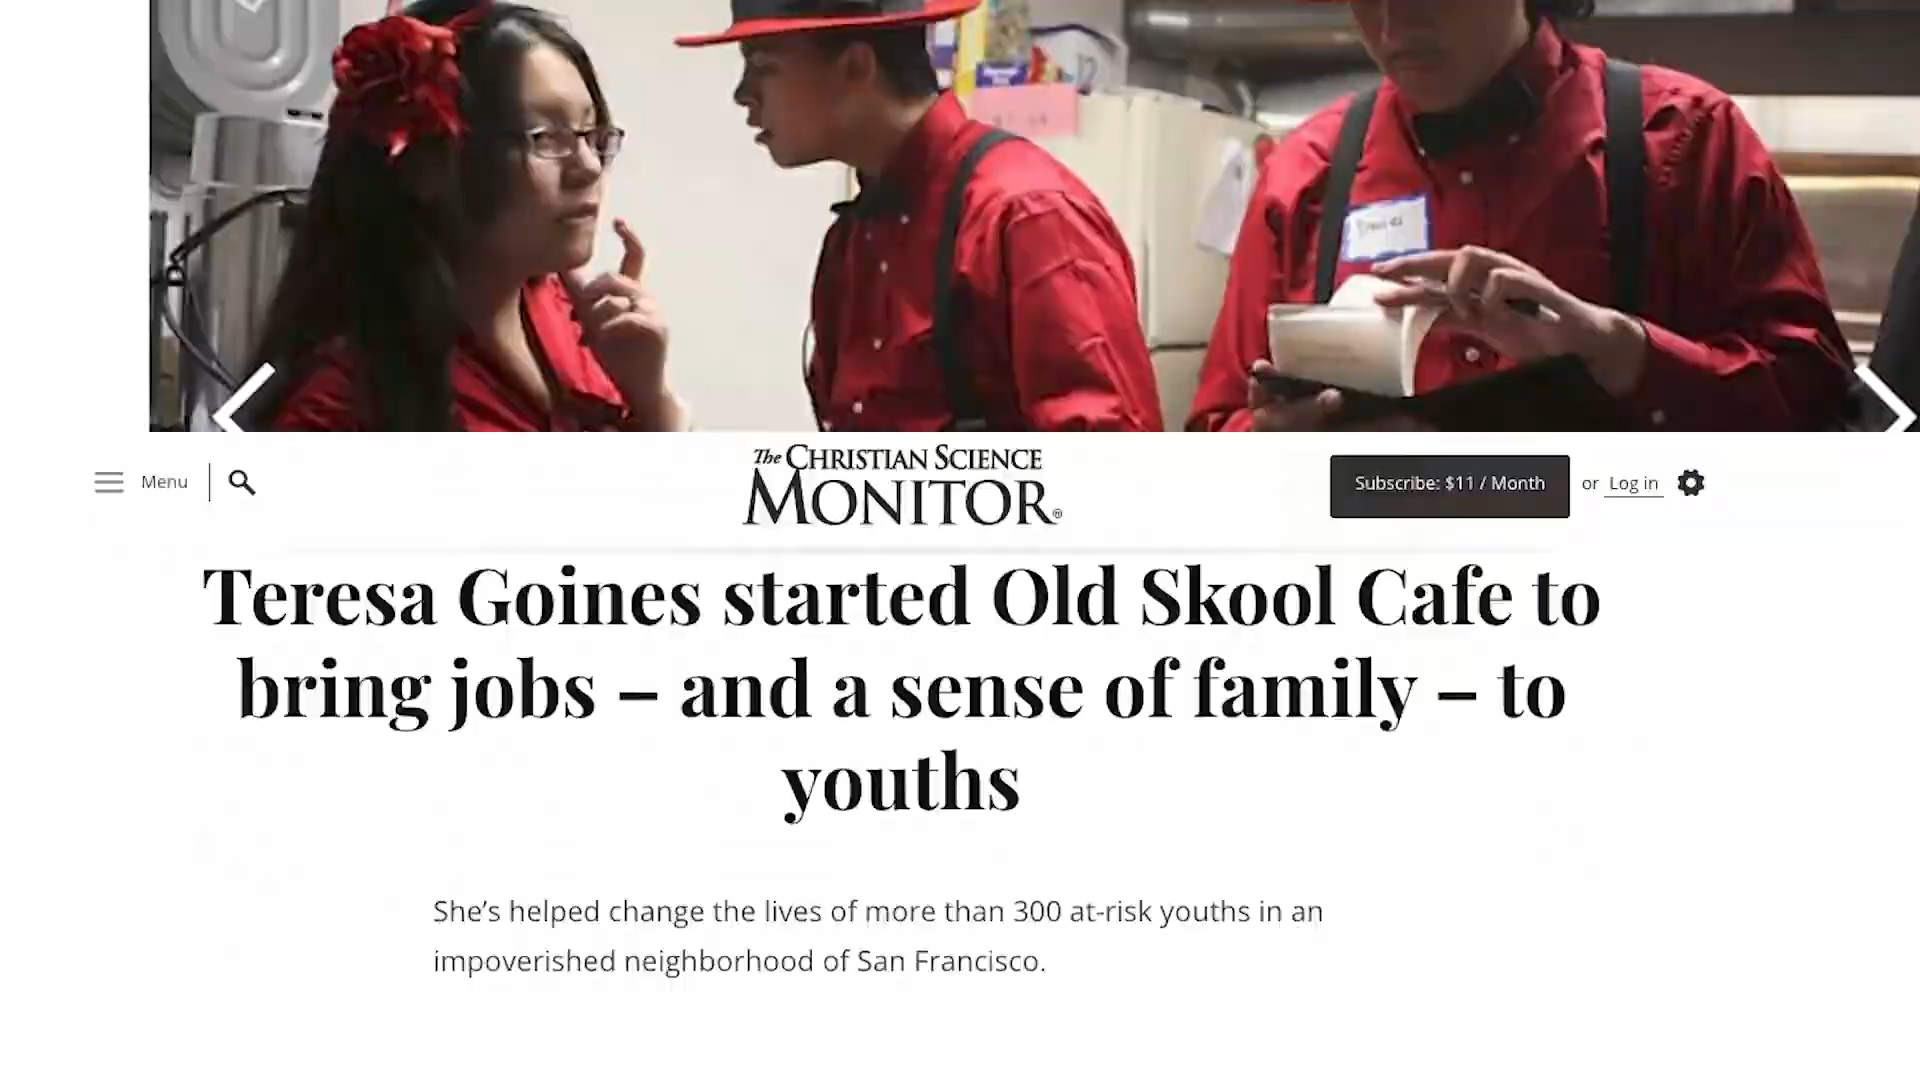 The CHRISTIAN SCIENCE
MONITOR®
Menu
Subscribe: $11 / Month or Log in
Teresa Goines started Old Skool Cafe to
bring jobs – and a sense of family – to
youths
She’s helped change the lives of more than 300 at-risk youths in an
impoverished neighborhood of San Francisco.